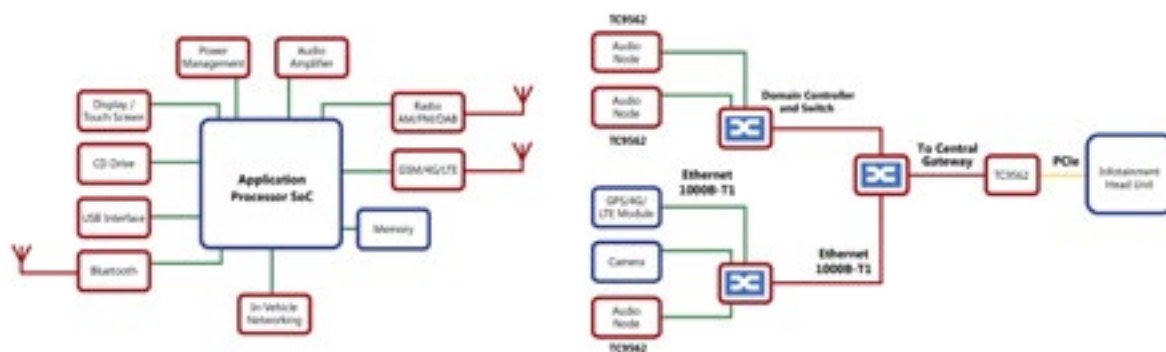 Power
Management
Audio
Amplifier
Display /
Touch Screen
CD Drive
USB Interface
Bluetooth
Application
Processor SoC
Radio
AM/FM/DAB
GSM/4G/LTE
Memory
In-Vehicle
Networking
TC9562
Audio
Node
Audio
Node
TC9562
Domain Controller
and Switch
Ethernet
1000B-T1
GPS/4G/
LTE Module
Camera
Audio
Node
TC9562
Ethernet
1000B-T1
To Central
Gateway
TC9562
PCIe
Infotainment
Head Unit